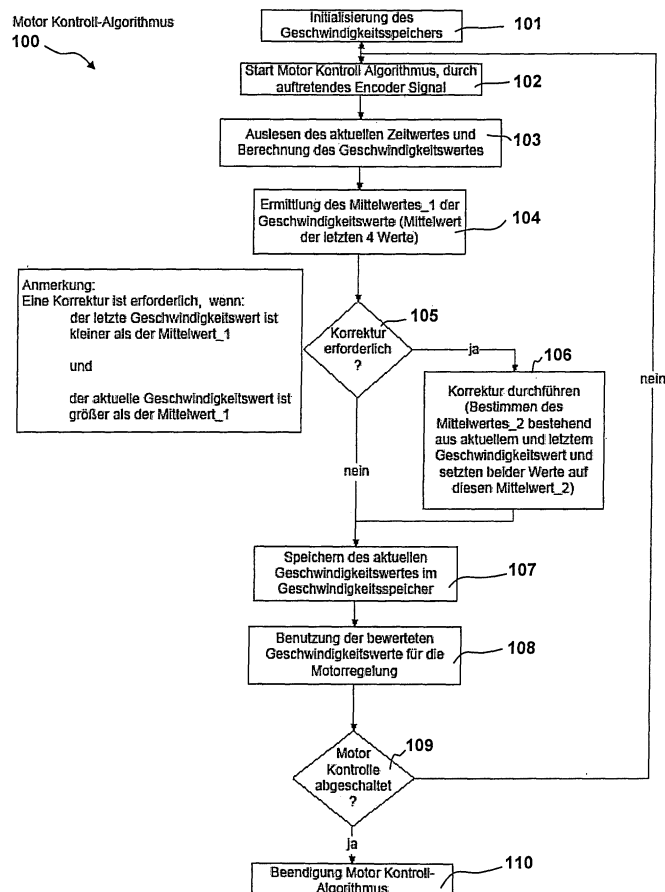 Motor Kontroll-Algorithmus
100
Initialisierung des
Geschwindigkeitsspeichers
101
Start Motor Kontroll Algorithmus, durch
auftretendes Encoder Signal
102
Auslesen des aktuellen Zeitwertes und
Berechnung des Geschwindigkeitswertes
103
Ermittlung des Mittelwertes_1 der
Geschwindigkeitswerte (Mittelwert
der letzten 4 Werte)
104
Anmerkung:
Eine Korrektur ist erforderlich, wenn:
der letzte Geschwindigkeitswert ist
kleiner als der Mittelwert_1
und
der aktuelle Geschwindigkeitswert ist
größer als der Mittelwert_1
105
Korrektur
erforderlich
?
ja
106
Korrektur durchführen
(Bestimmen des
Mittelwertes_2 bestehend
aus aktuellem und letztem
Geschwindigkeitswert und
setzten beider Werte auf
diesen Mittelwert_2)
nein
nein
Speichern des aktuellen
Geschwindigkeitswertes im
Geschwindigkeitsspeicher
107
Benutzung der bewerteten
Geschwindigkeitswerte für die
Motorregelung
108
109
Motor
Kontrolle
abgeschaltet
?
ja
Beendigung Motor Kontroll-
Algorithmus
110